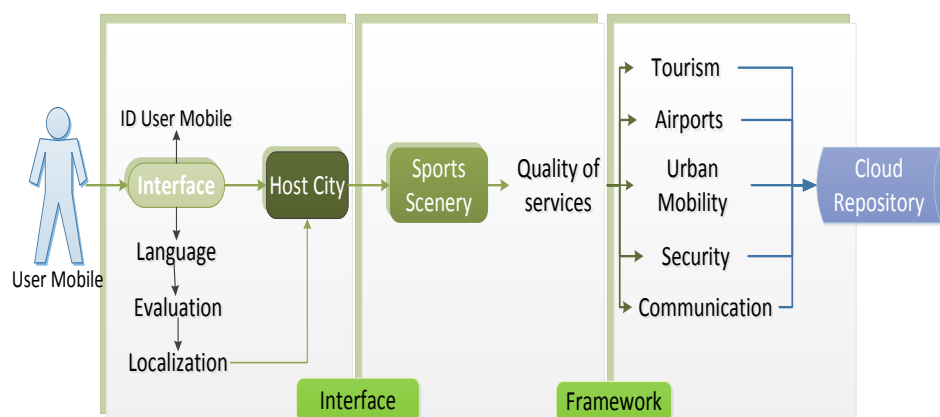 User Mobile
ID User Mobile
Interface
Language
Evaluation
Localization
Host City
Interface
Sports
Scenery
Quality of
services
Framework
Tourism
Airports
Urban
Mobility
Security
Communication
Cloud
Repository